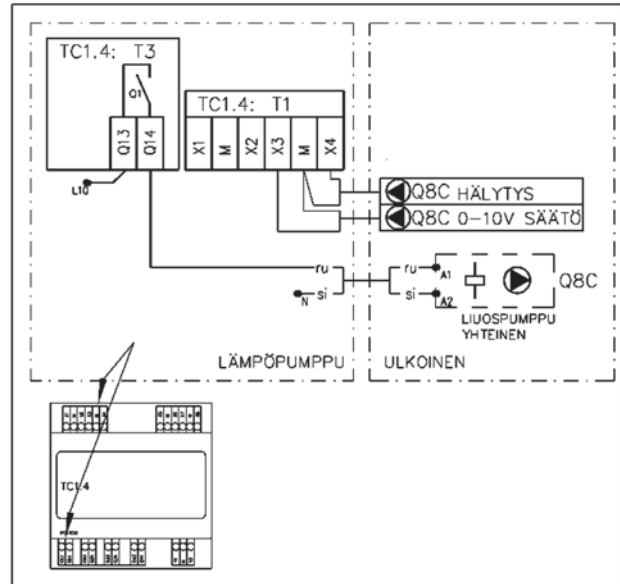 TC1.4: T3
Q1
Q13 Q14
L10
TC1.4: T1
X1 M X2 X3 M X4
Q8C HÄLYTYS
Q8C 0-10V SÄÄTÖ
ru
N si
ru A1
si A2
Q8C
LIUOSPUMPPU
YHTEINEN
LÄMPÖPUMPPU
ULKOINEN
TC1.4